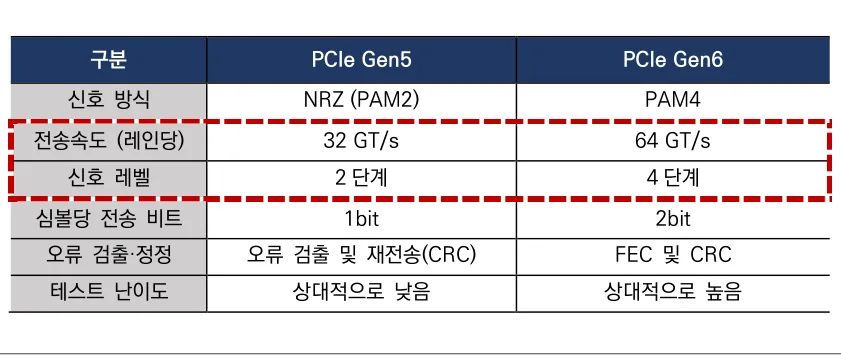 구분 PCIe Gen5 PCIe Gen6
신호 방식 NRZ (PAM2) PAM4
전송속도 (레인당) 32 GT/s 64 GT/s
신호 레벨 2 단계 4 단계
심볼당 전송 비트 1bit 2bit
오류 검출·정정 오류 검출 및 재전송(CRC) FEC 및 CRC
테스트 난이도 상대적으로 낮음 상대적으로 높음